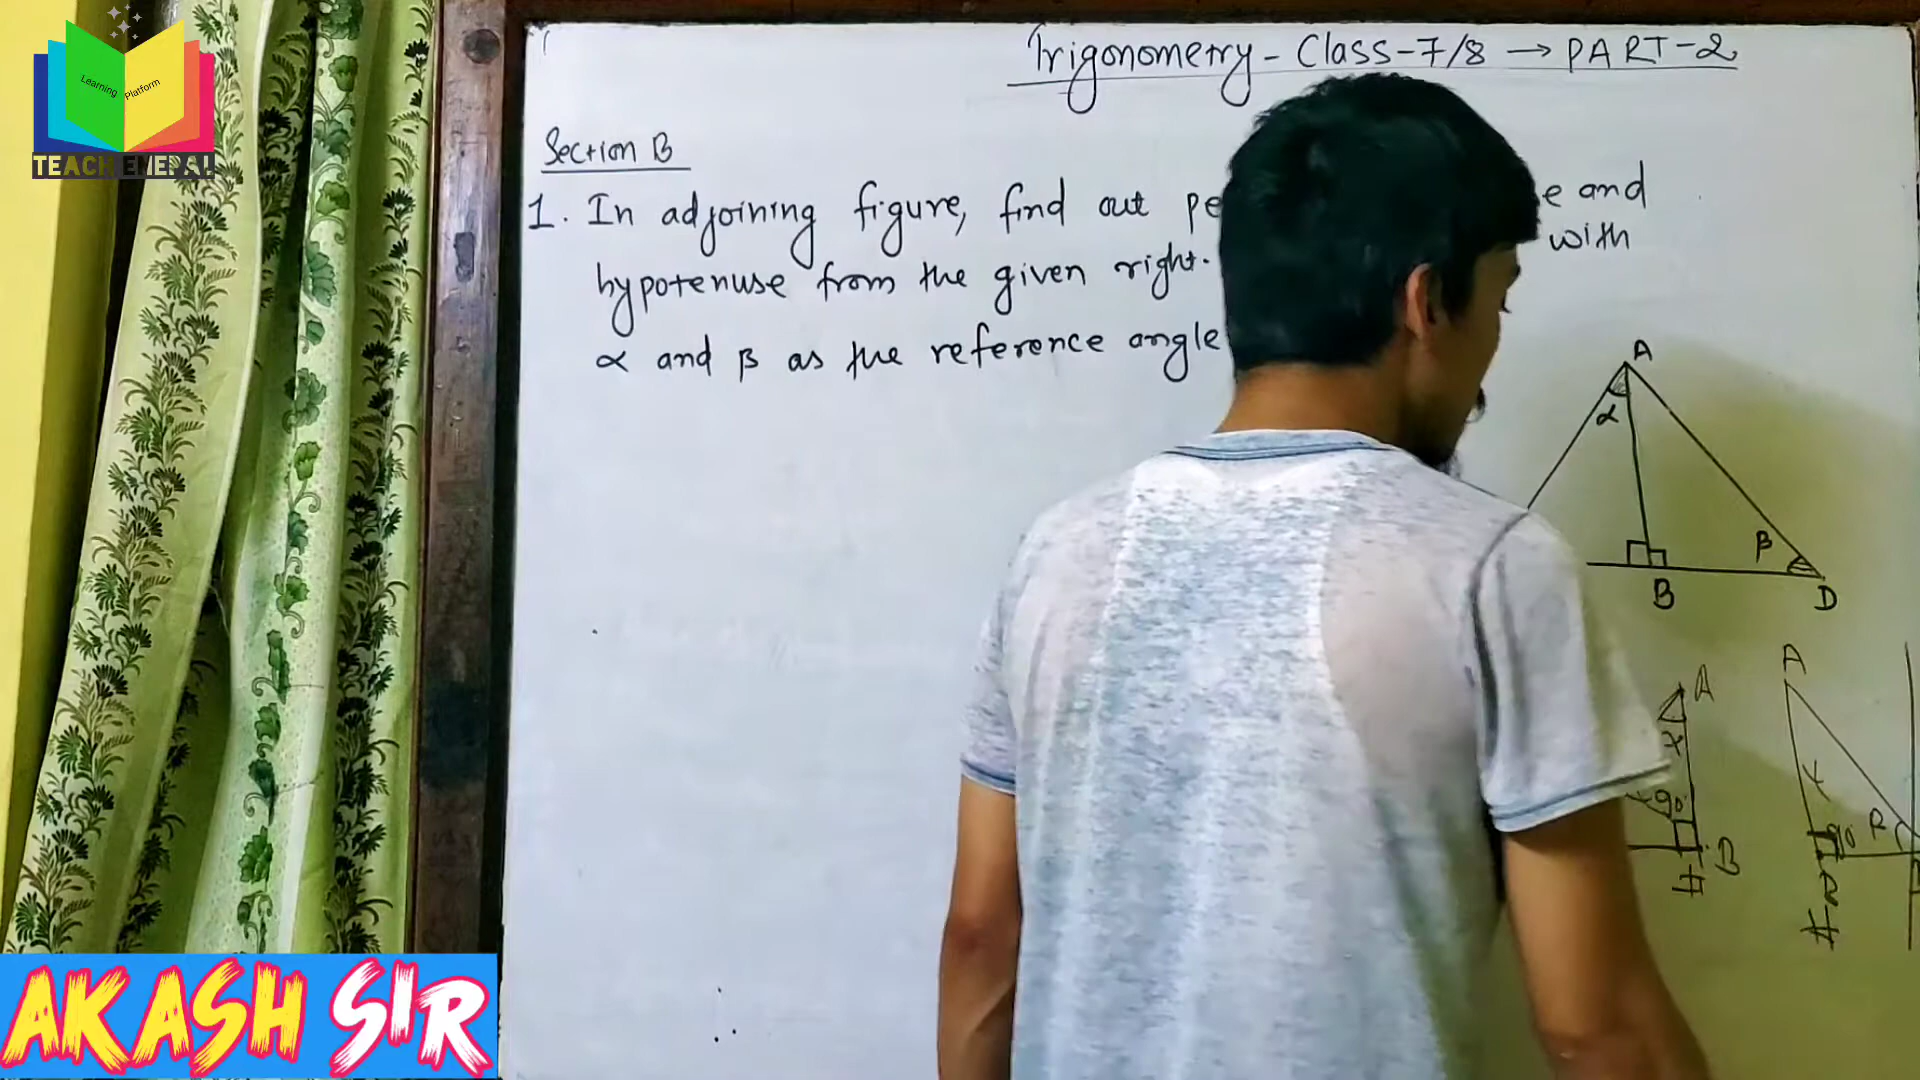 Learning Platform
TEACH ENEPAL
Trigonometry - Class-7/8 → PART-2
Section B
1. In adjoining figure, find out pe e and
hypotenuse from the given right. with
α and β as the reference angle
A
α
β
B
D
A
α
90°
B
A
90
B
AKASH SIR